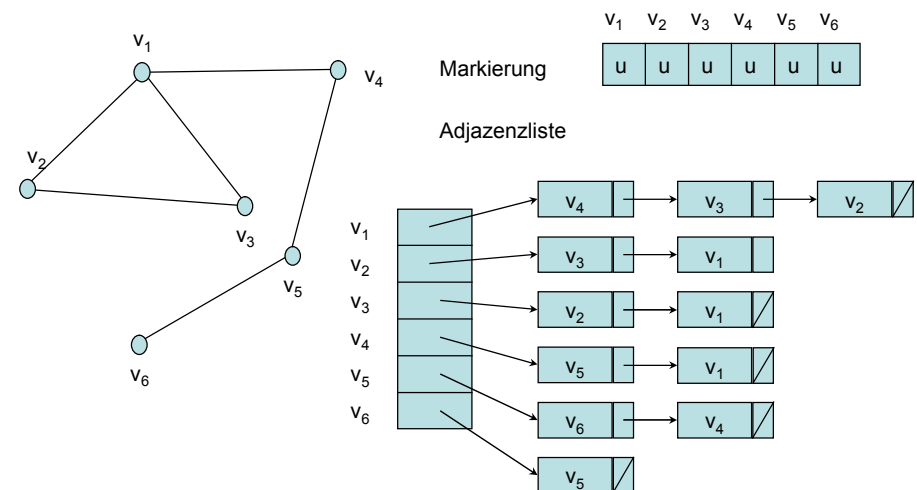 v1 v2 v3 v4 v5 v6
Markierung u u u u u u
Adjazenzliste
v1
v4
v2
v3
v5
v6
v1 v4 v3 v2
v2 v3 v1
v3 v2 v1
v4 v5 v1
v5 v6 v4
v6 v5